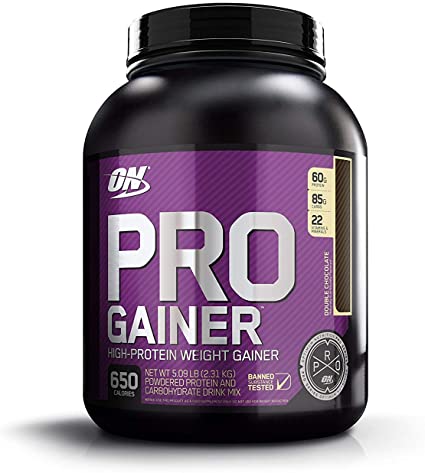 ON
PRO
GAINER
HIGH-PROTEIN WEIGHT GAINER
650
CALORIES
NET WT 5.09 LB (2.31 KG)
POWDERED PROTEIN AND
CARBOHYDRATE DRINK MIX
BANNED
SUBSTANCE
TESTED
60G
PROTEIN
85G
CARBS
22
VITAMINS &
MINERALS
DOUBLE CHOCOLATE
P R O
ON